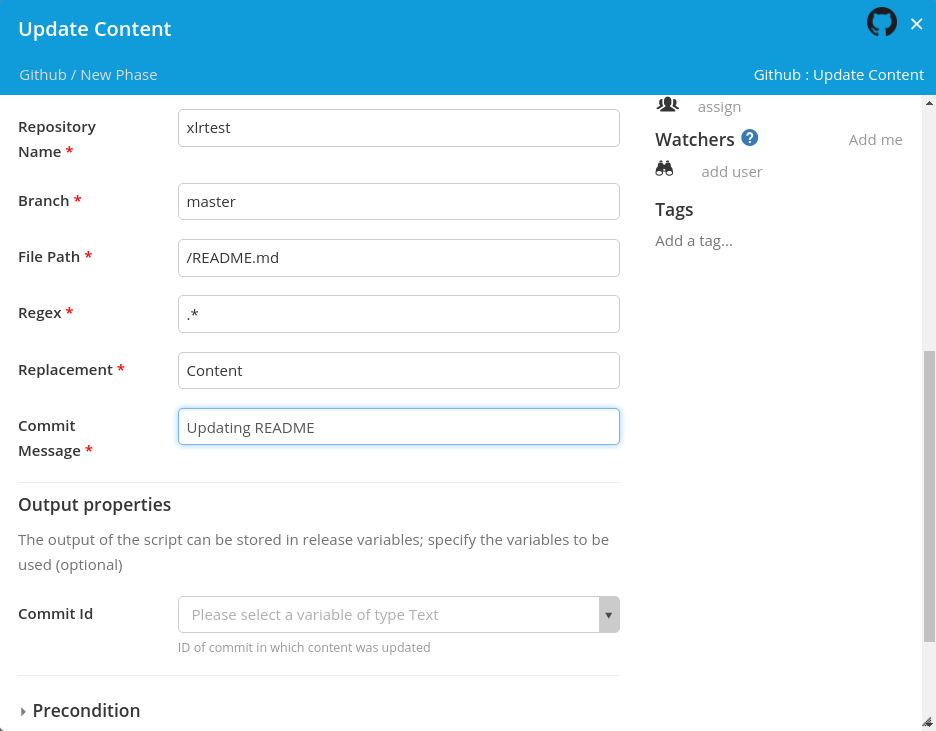 Update Content
Github / New Phase
Github : Update Content
Repository
Name *
xlrtest
Branch *
master
File Path *
/README.md
Regex *
.*
Replacement *
Content
Commit
Message *
Updating README
Output properties
The output of the script can be stored in release variables; specify the variables to be
used (optional)
Commit Id
Please select a variable of type Text
ID of commit in which content was updated
Precondition
assign
Watchers ?
Add me
add user
Tags
Add a tag...